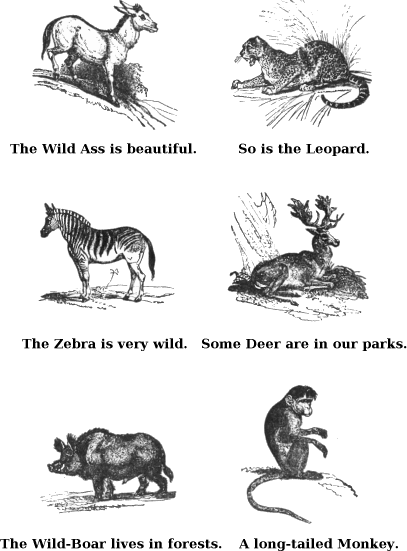 The Wild Ass is beautiful.
So is the Leopard.
The Zebra is very wild.
Some Deer are in our parks.
The Wild-Boar lives in forests.
A long-tailed Monkey.